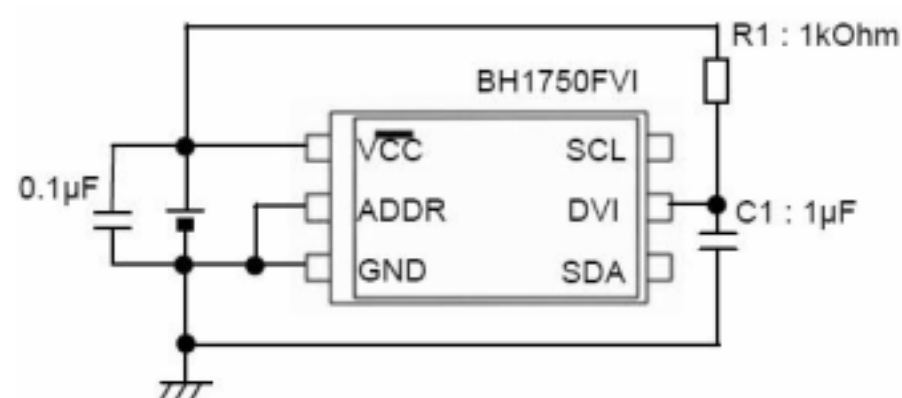 R1 : 1kOhm
BH1750FVI
VCC
SCL
0.1µF
ADDR
DVI
C1 : 1µF
GND
SDA